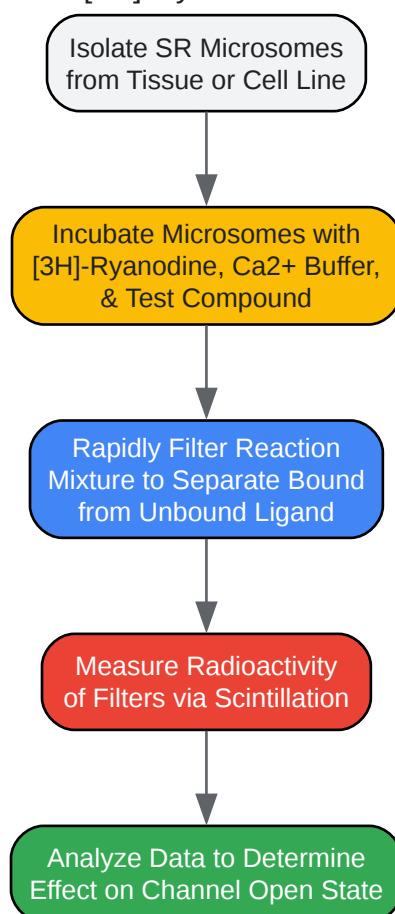 Isolate SR Microsomes
from Tissue or Cell Line
Incubate Microsomes with
[3H]-Ryanodine, Ca2+ Buffer,
& Test Compound
Rapidly Filter Reaction
Mixture to Separate Bound
from Unbound Ligand
Measure Radioactivity
of Filters via Scintillation
Analyze Data to Determine
Effect on Channel Open State